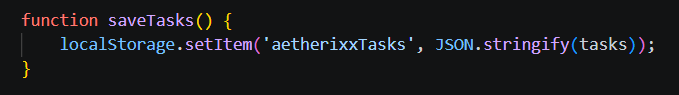 function saveTasks() {
    localStorage.setItem('aetherixxTasks', JSON.stringify(tasks));
}